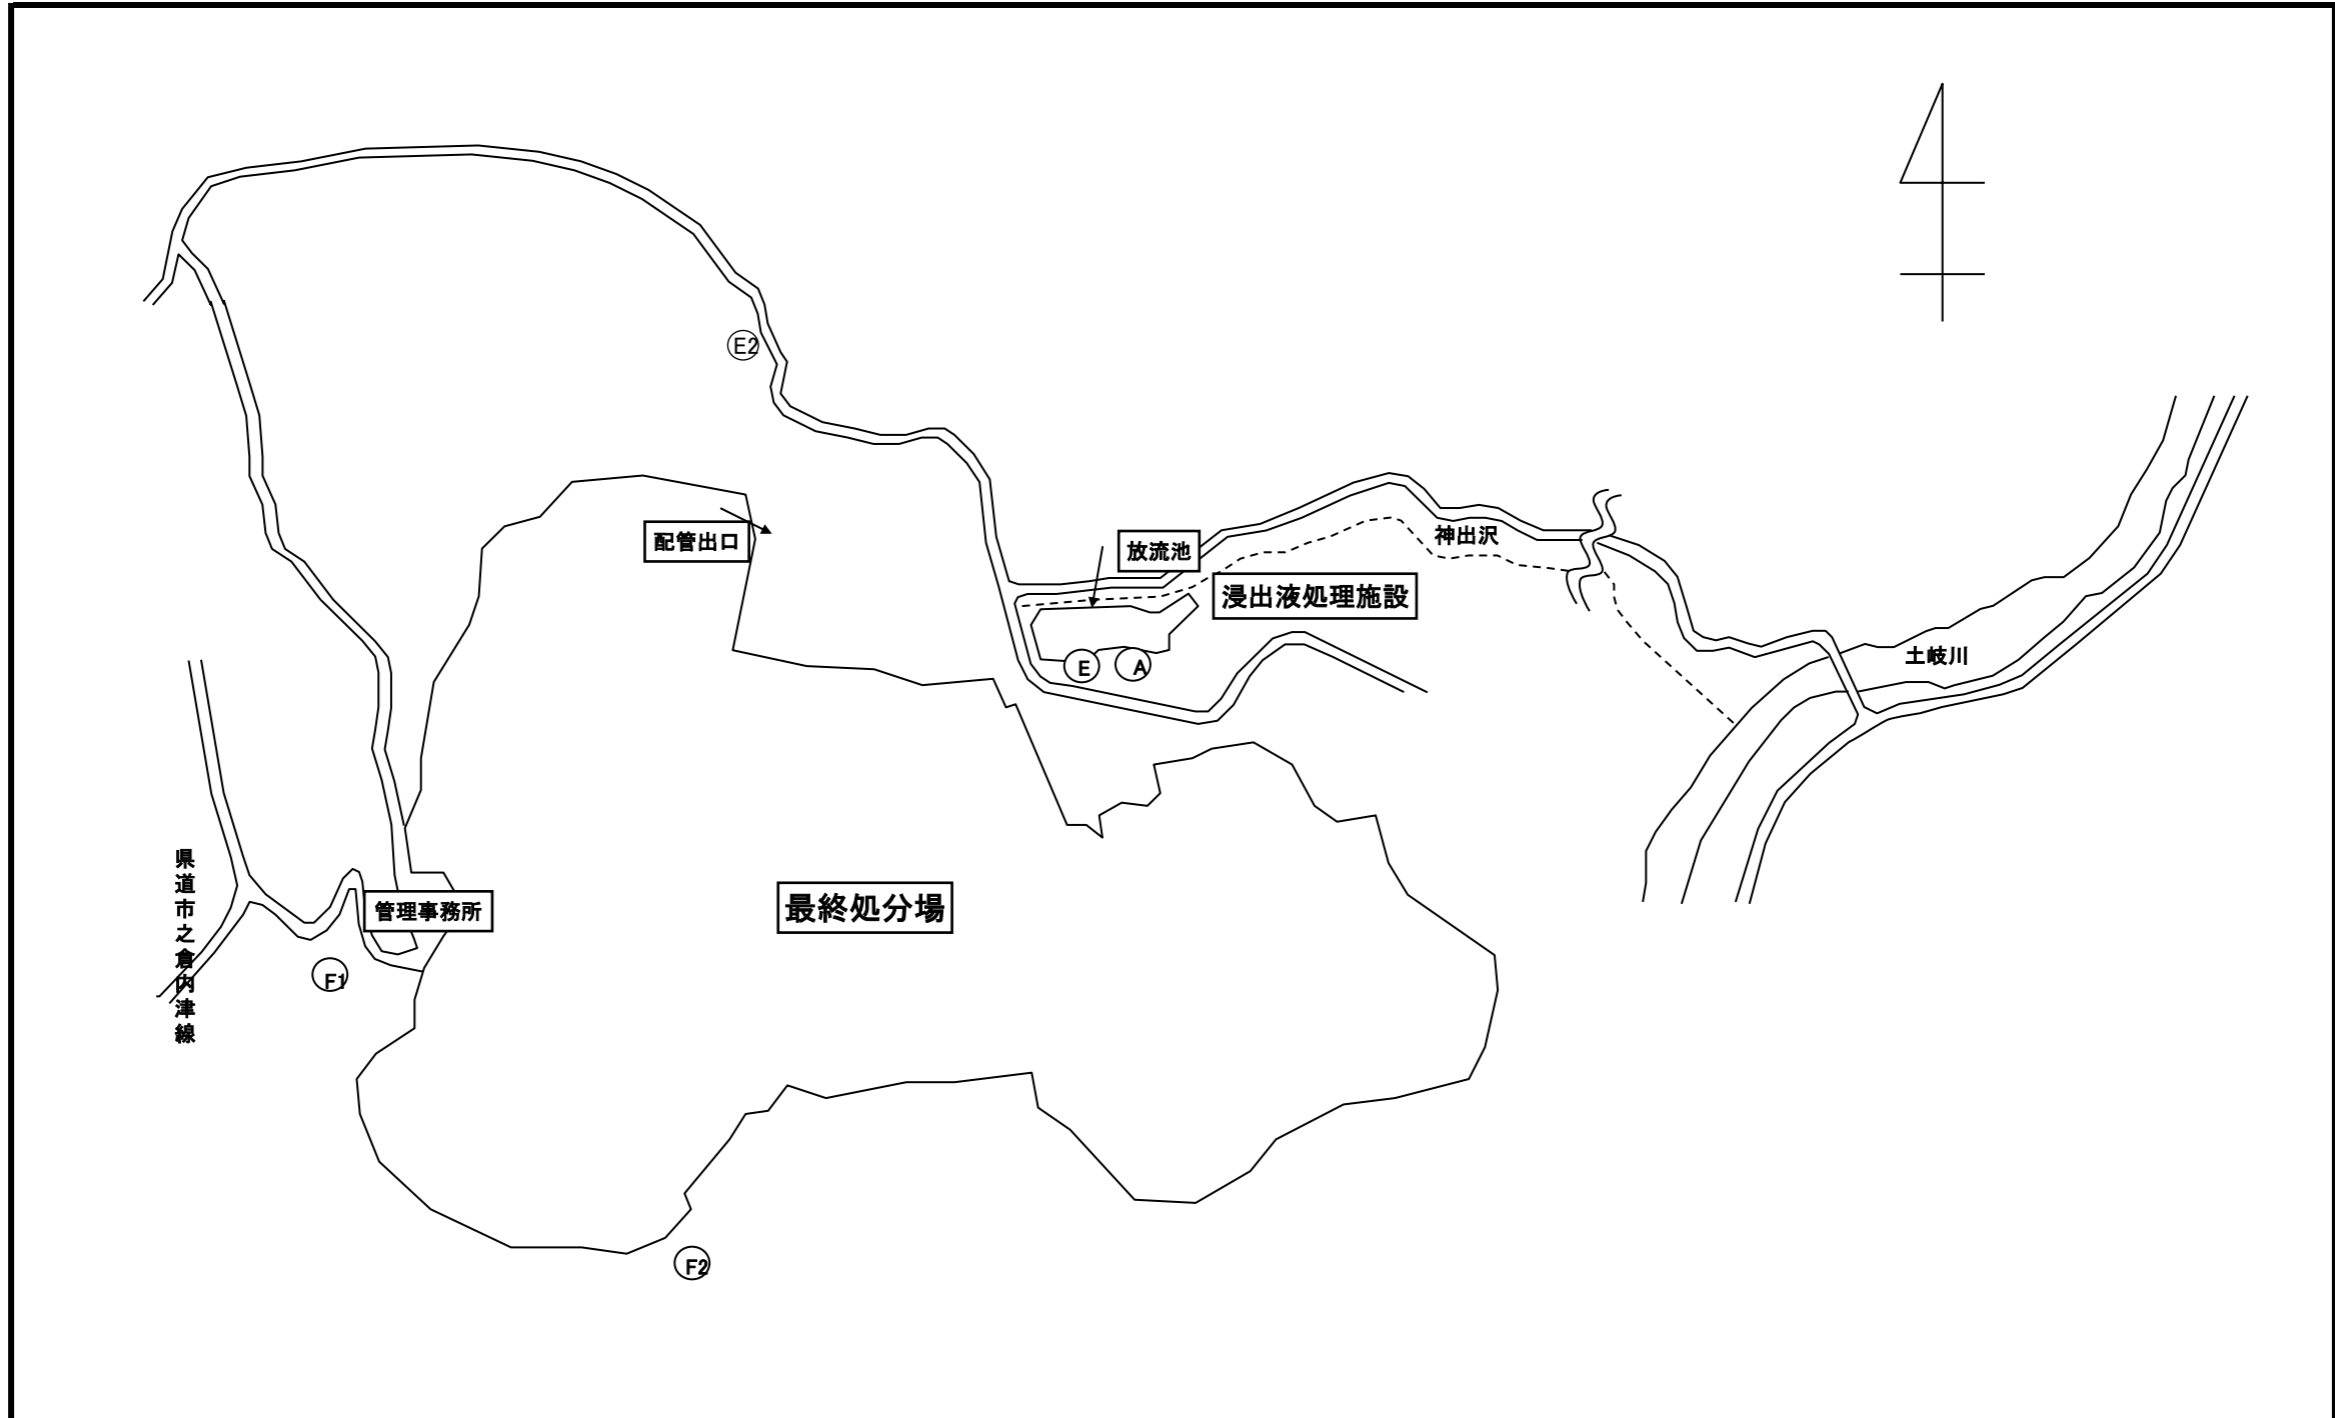 E2
配管出口
放流池
神出沢
浸出液処理施設
E
A
土岐川
県道市之倉内津線
管理事務所
最終処分場
F1
F2